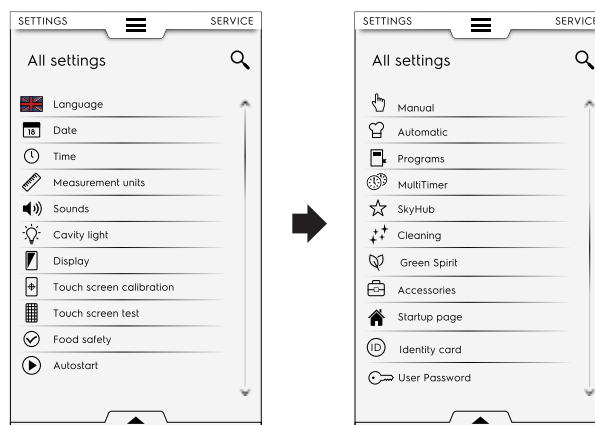 SETTINGS SERVICE
All settings
Language
18 Date
Time
Measurement units
Sounds
Cavity light
Display
Touch screen calibration
Touch screen test
Food safety
Autostart
SETTINGS SERVICE
All settings
Manual
Automatic
Programs
MultiTimer
SkyHub
Cleaning
Green Spirit
Accessories
Startup page
ID Identity card
User Password